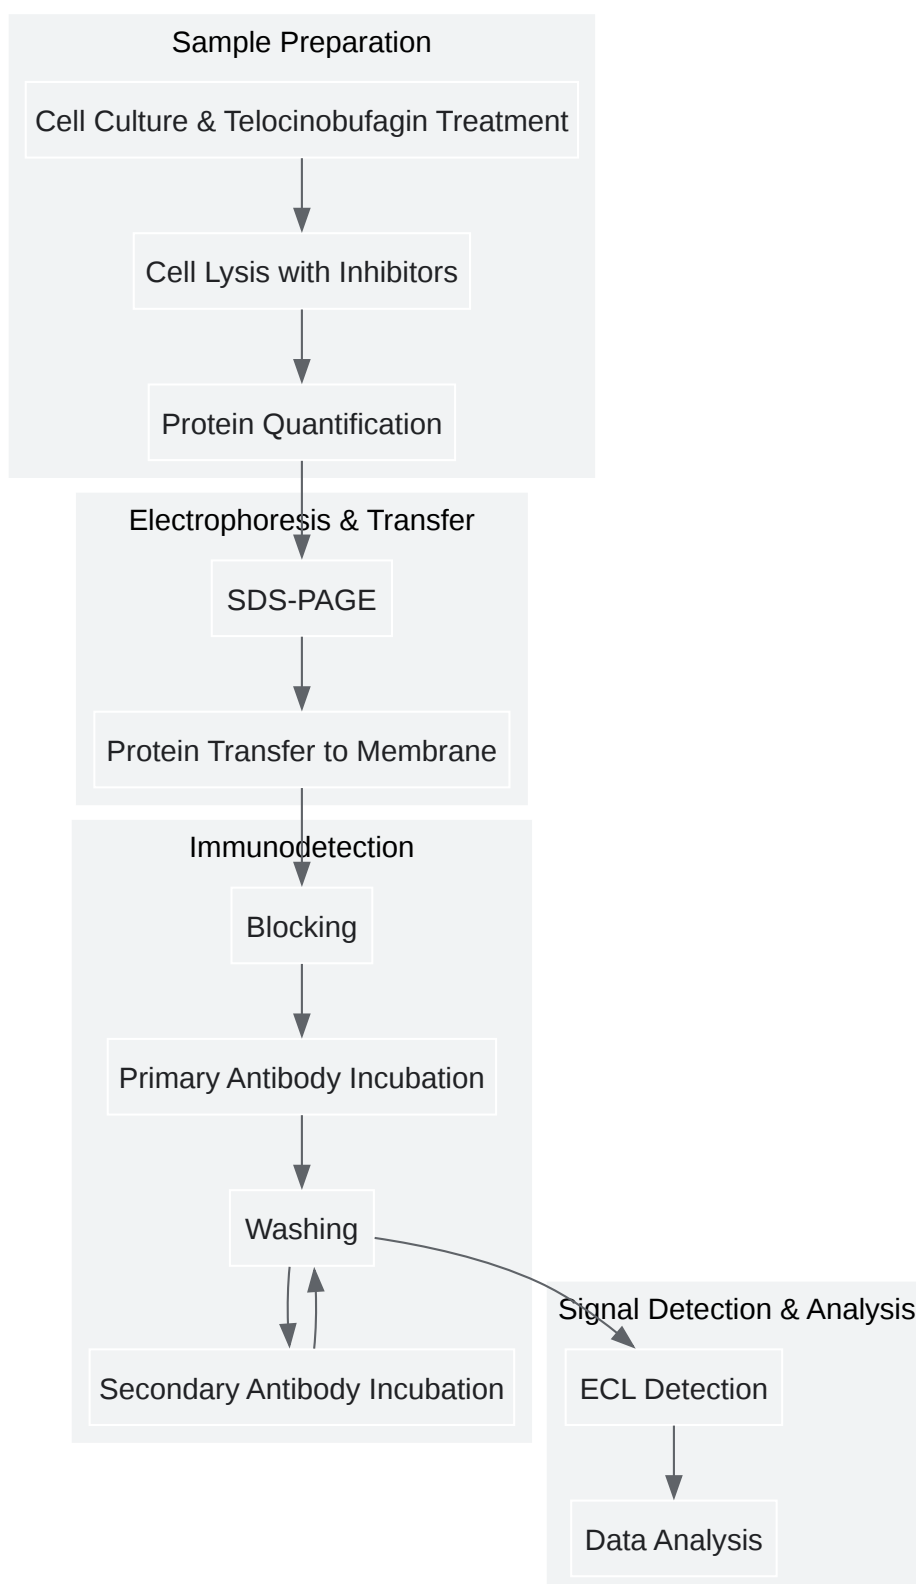 Sample Preparation
Cell Culture & Telocinobufagin Treatment
Cell Lysis with Inhibitors
Protein Quantification
Electrophoresis & Transfer
SDS-PAGE
Protein Transfer to Membrane
Immunodetection
Blocking
Primary Antibody Incubation
Washing
Secondary Antibody Incubation
Signal Detection & Analysis
ECL Detection
Data Analysis